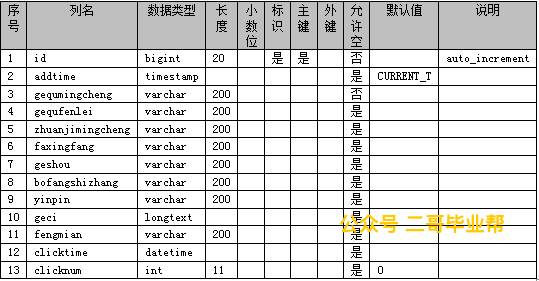 序号 列名 数据类型 长度 小数位 标识 主键 外键 允许空 默认值 说明
1 id bigint 20 是 是 否 auto_increment
2 addtime timestamp 是 CURRENT_T
3 gequmingcheng varchar 200 否
4 gequfenlei varchar 200 是
5 zhuanjimingcheng varchar 200 是
6 faxingfang varchar 200 是
7 geshou varchar 200 是
8 bofangshizhang varchar 200 是
9 yinpin varchar 200 是
10 geci longtext 是
11 fengmian varchar 200 是
公众号 二哥毕业帮
12 clicktime datetime 是
13 clicknum int 11 是 0